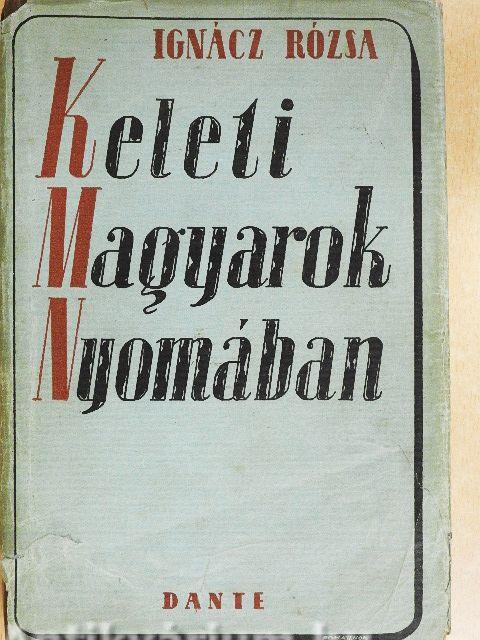 IGNÁCZ RÓZSA
Keleti
Magyarok
Nyomában
DANTE